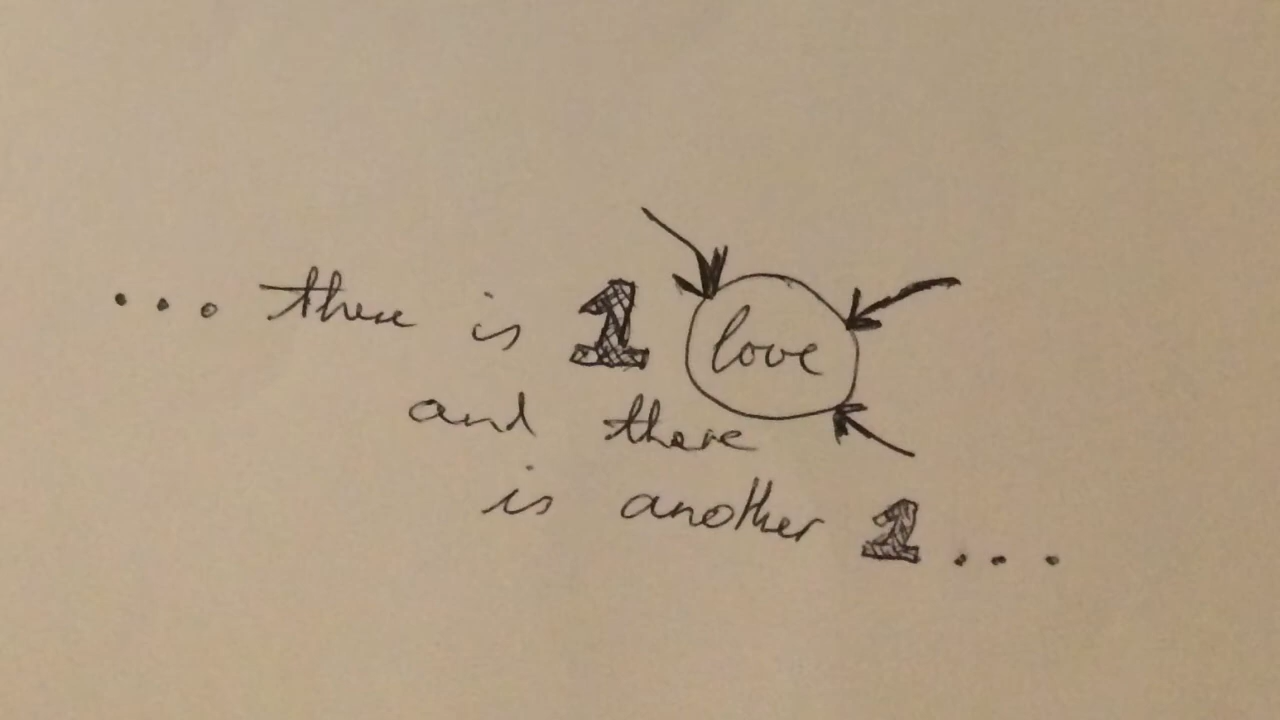 ... there is 1 love
and there
is another 1...